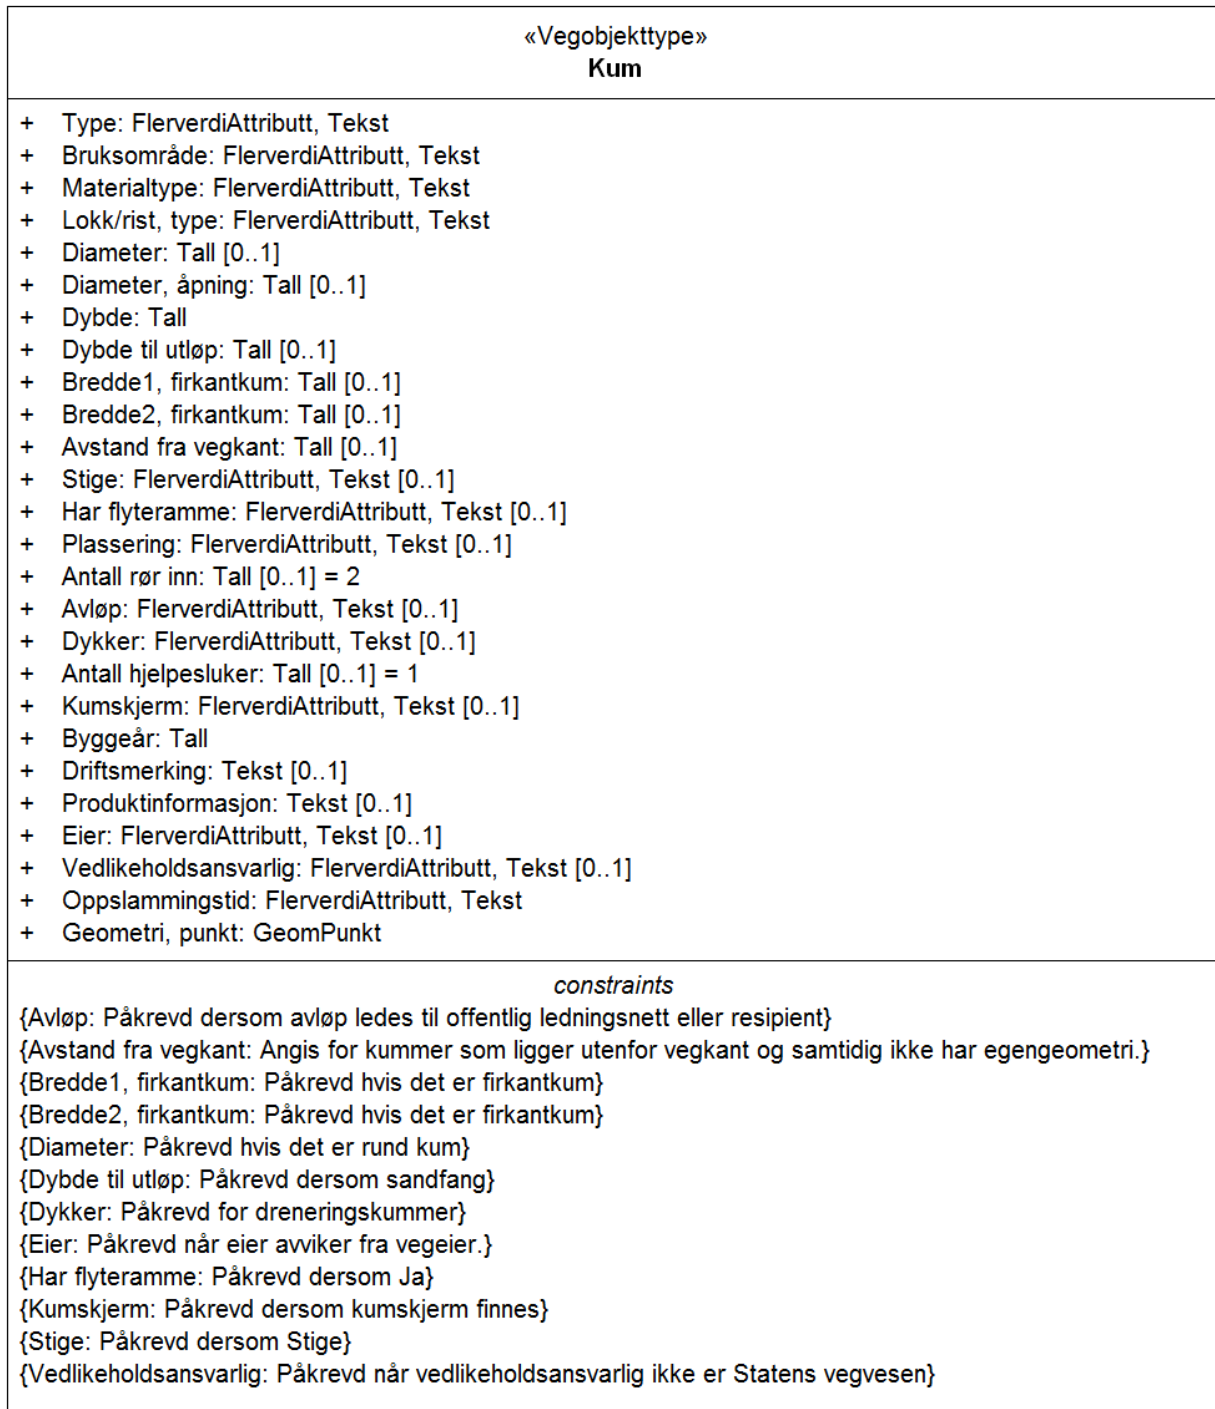 «Vegobjekttype»
Kum
+ Type: FlerverdiAttributt, Tekst
+ Bruksområde: FlerverdiAttributt, Tekst
+ Materialtype: FlerverdiAttributt, Tekst
+ Lokk/rist, type: FlerverdiAttributt, Tekst
+ Diameter: Tall [0..1]
+ Diameter, åpning: Tall [0..1]
+ Dybde: Tall
+ Dybde til utløp: Tall [0..1]
+ Bredde1, firkantkum: Tall [0..1]
+ Bredde2, firkantkum: Tall [0..1]
+ Avstand fra vegkant: Tall [0..1]
+ Stige: FlerverdiAttributt, Tekst [0..1]
+ Har flyteramme: FlerverdiAttributt, Tekst [0..1]
+ Plassering: FlerverdiAttributt, Tekst [0..1]
+ Antall rør inn: Tall [0..1] = 2
+ Avløp: FlerverdiAttributt, Tekst [0..1]
+ Dykker: FlerverdiAttributt, Tekst [0..1]
+ Antall hjelpesluker: Tall [0..1] = 1
+ Kumskjerm: FlerverdiAttributt, Tekst [0..1]
+ Byggeår: Tall
+ Driftsmerking: Tekst [0..1]
+ Produktinformasjon: Tekst [0..1]
+ Eier: FlerverdiAttributt, Tekst [0..1]
+ Vedlikeholdsansvarlig: FlerverdiAttributt, Tekst [0..1]
+ Oppslammingstid: FlerverdiAttributt, Tekst
+ Geometri, punkt: GeomPunkt
constraints
{Avløp: Påkrevd dersom avløp ledes til offentlig ledningsnett eller resipient}
{Avstand fra vegkant: Angis for kummer som ligger utenfor vegkant og samtidig ikke har egengeometri.}
{Bredde1, firkantkum: Påkrevd hvis det er firkantkum}
{Bredde2, firkantkum: Påkrevd hvis det er firkantkum}
{Diameter: Påkrevd hvis det er rund kum}
{Dybde til utløp: Påkrevd dersom sandfang}
{Dykker: Påkrevd for dreneringskummer}
{Eier: Påkrevd når eier avviker fra vegeier.}
{Har flyteramme: Påkrevd dersom Ja}
{Kumskjerm: Påkrevd dersom kumskjerm finnes}
{Stige: Påkrevd dersom Stige}
{Vedlikeholdsansvarlig: Påkrevd når vedlikeholdsansvarlig ikke er Statens vegvesen}